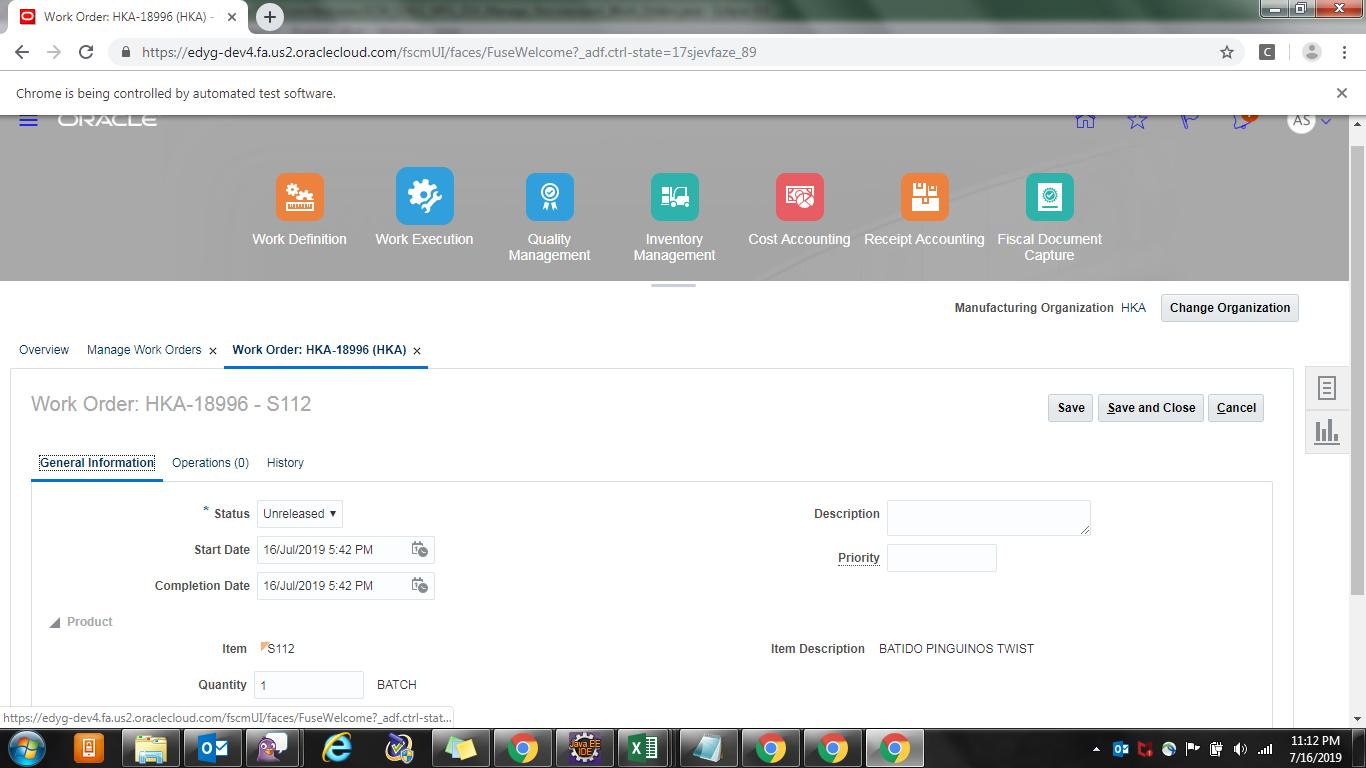 Work Order: HKA-18996 (HKA) -
https://edyg-dev4.fa.us2.oraclecloud.com/fscmUI/faces/FuseWelcome?_adf.ctrl-state=17sjevfaze_89
C
Chrome is being controlled by automated test software.
ORACLE
AS
Work Definition
Work Execution
Quality
Management
Inventory
Management
Cost Accounting
Receipt Accounting
Fiscal Document
Capture
Manufacturing Organization HKA Change Organization
Overview Manage Work Orders Work Order: HKA-18996 (HKA)
Work Order: HKA-18996 - S112
Save Save and Close Cancel
General Information Operations (0) History
* Status Unreleased
Description
Start Date 16/Jul/2019 5:42 PM
Priority
Completion Date 16/Jul/2019 5:42 PM
Product
Item S112
Item Description BATIDO PINGUINOS TWIST
Quantity 1 BATCH
https://edyg-dev4.fa.us2.oraclecloud.com/fscmUI/faces/FuseWelcome?_adf.ctrl-stat...
Java EE
IDE
11:12 PM
7/16/2019